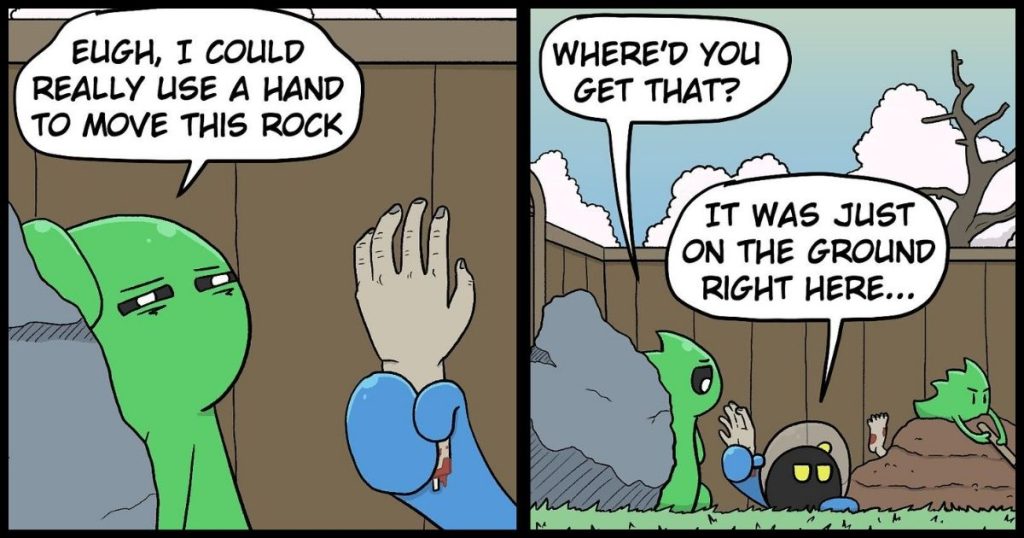 EUGH, I COULD
REALLY USE A HAND
TO MOVE THIS ROCK
WHERE'D YOU
GET THAT?
IT WAS JUST
ON THE GROUND
RIGHT HERE...